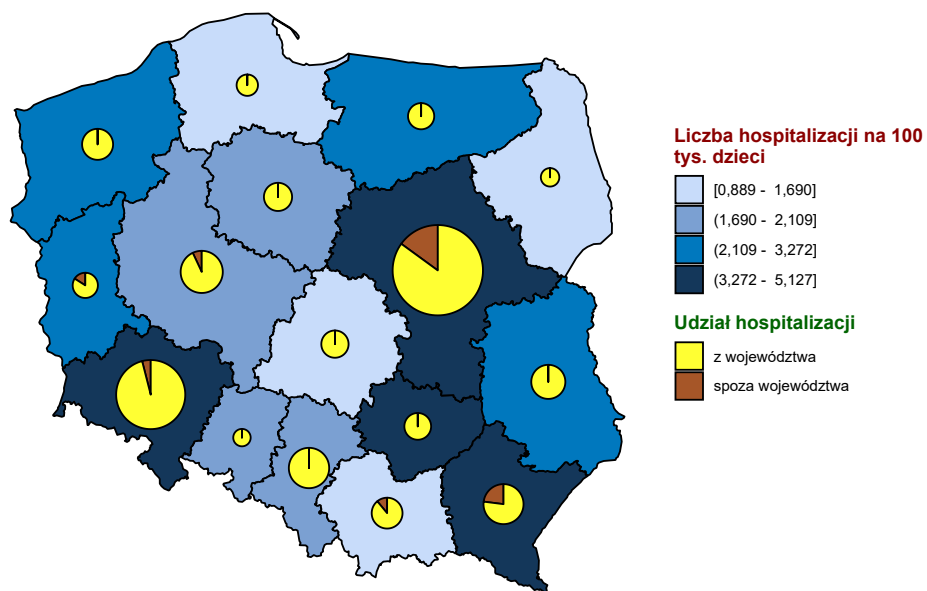 Liczba hospitalizacji na 100
tys. dzieci
[0,889 - 1,690]
(1,690 - 2,109]
(2,109 - 3,272]
(3,272 - 5,127]
Udział hospitalizacji
z województwa
spoza województwa